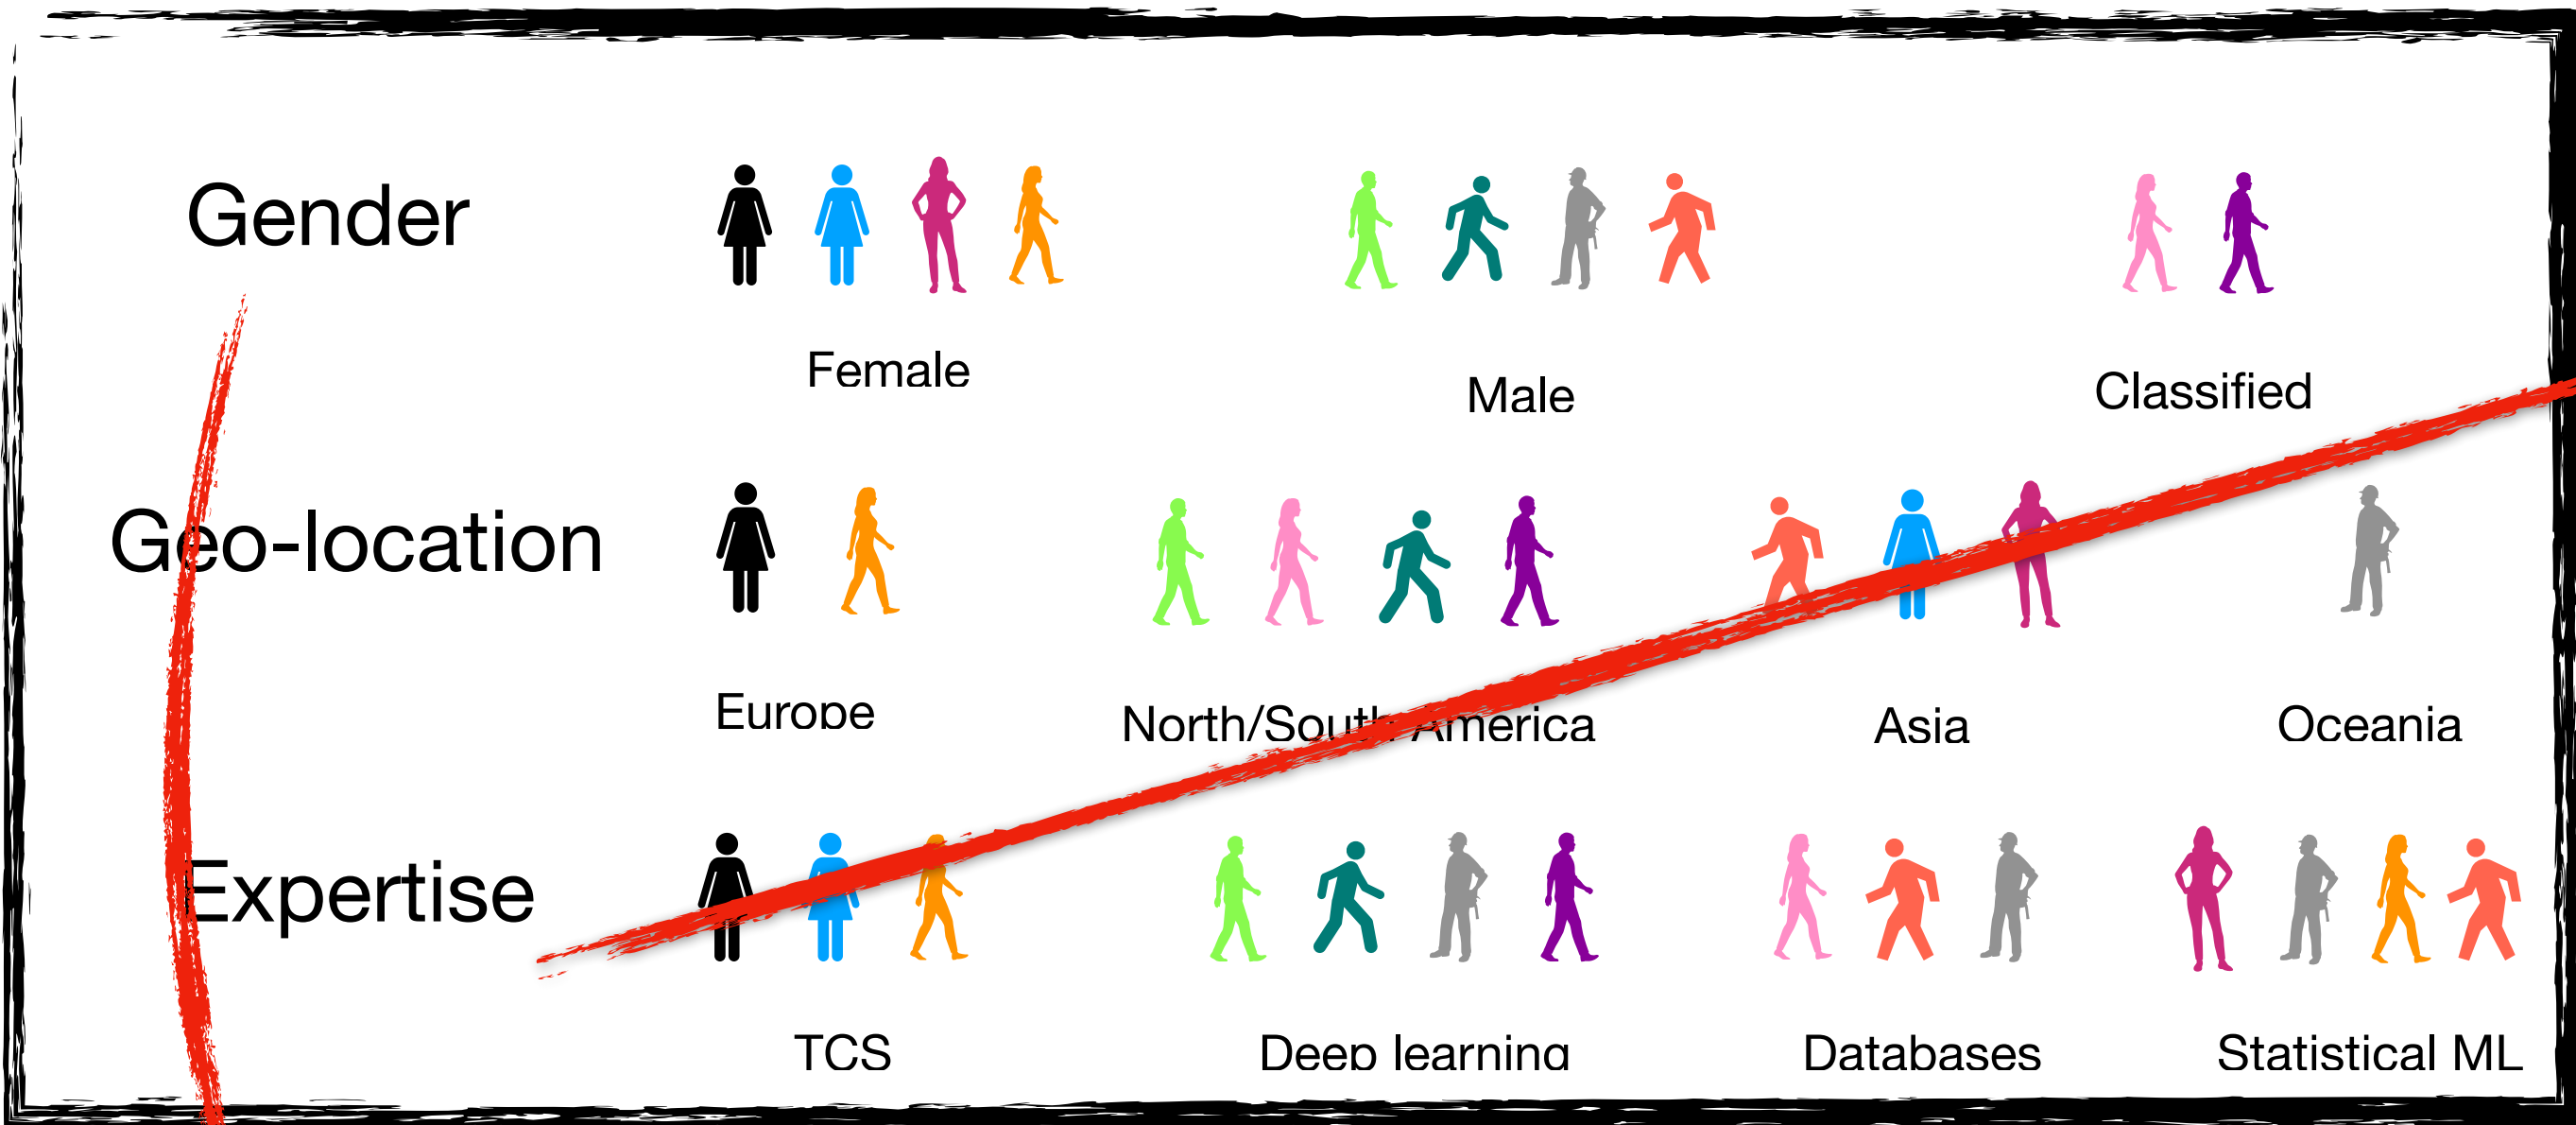 Gender
Female
Male
Classified
Geo-location
Europe
North/South America
Asia
Oceania
Expertise
TCS
Deep learning
Databases
Statistical ML